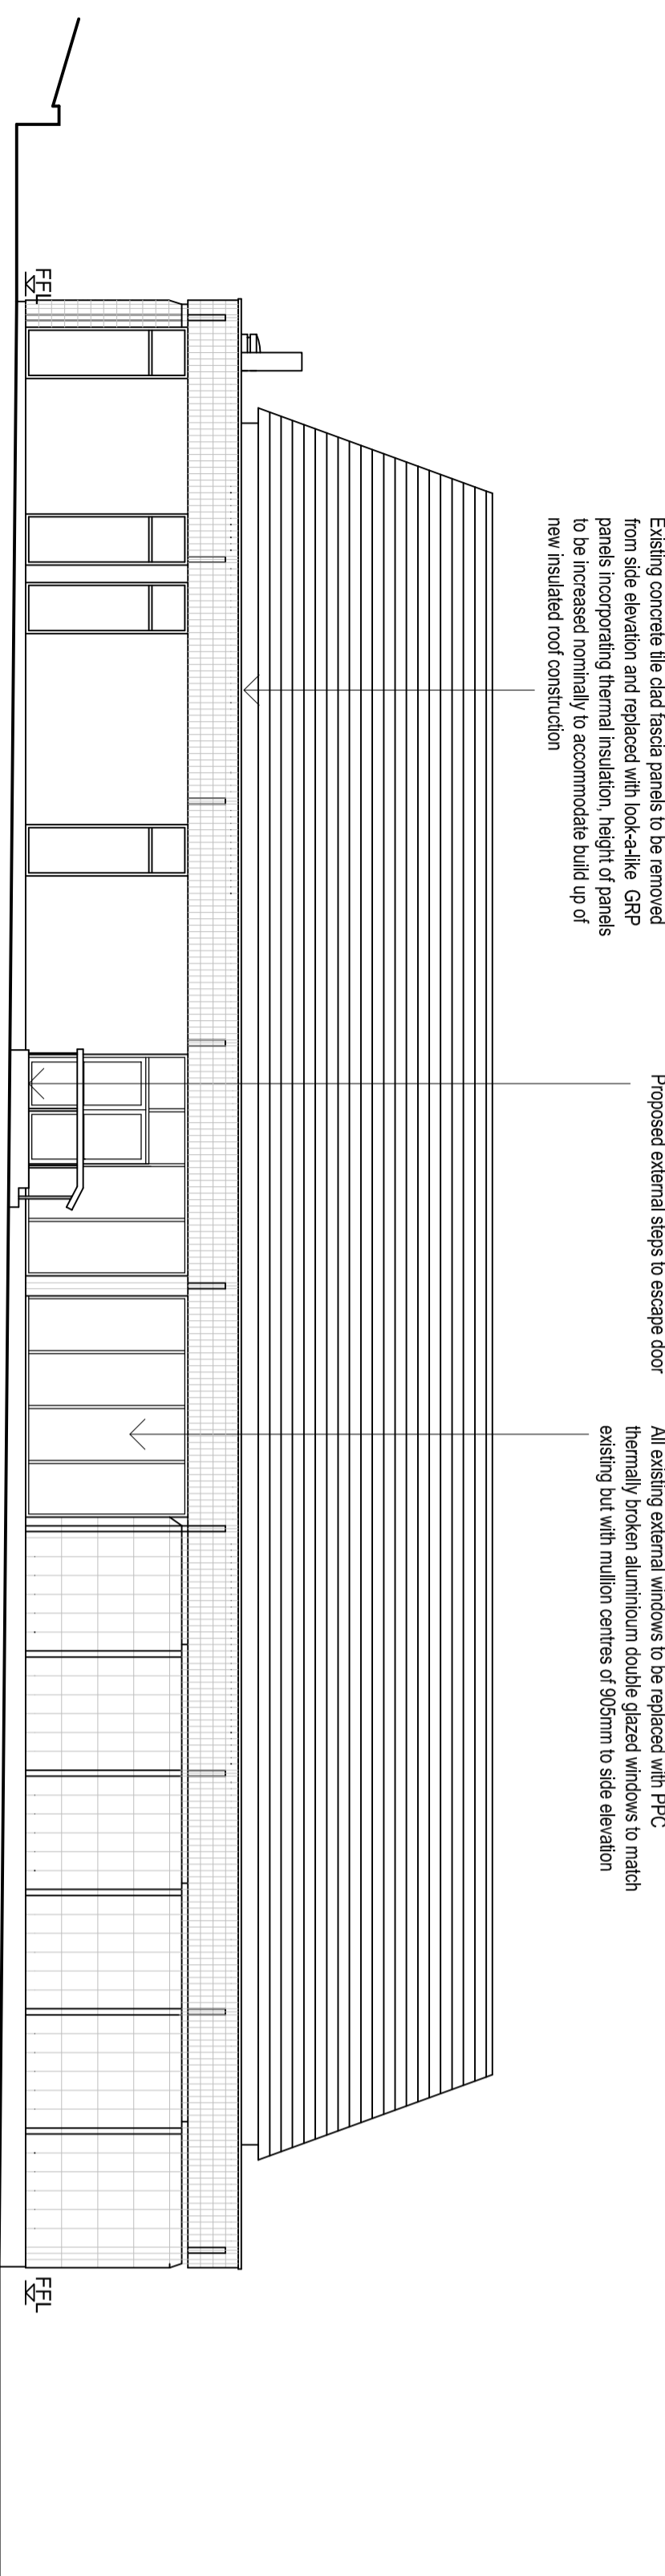 Existing concrete tile clad fascia panels to be removed
from side elevation and replaced with look-a-like GRP
panels incorporating thermal insulation, height of panels
to be increased nominally to accommodate build up of
new insulated roof construction
Proposed external steps to escape door
All existing external windows to be replaced with PPC
thermally broken aluminioum double glazed windows to match
existing but with mullion centres of 905mm to side elevation
FFL
FFL